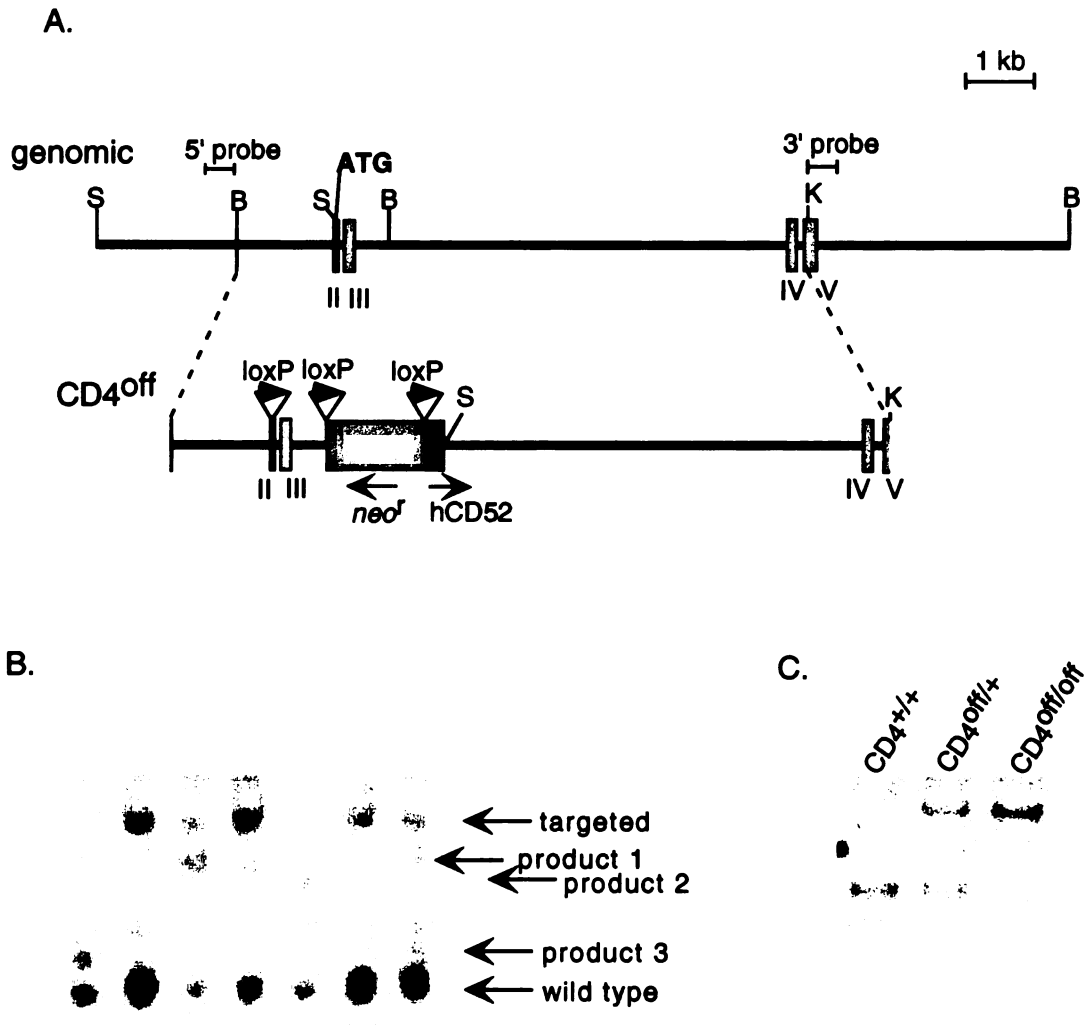 A.
1 kb
genomic
5' probe
ATG
3' probe
S
B
S
B
K
B
II
III
IV
V
CD4off
loxP
loxP
loxP
S
K
II
III
neor
hCD52
IV
V
B.
targeted
product 1
product 2
product 3
wild type
C.
CD4+/+
CD4off/+
CD4off/off